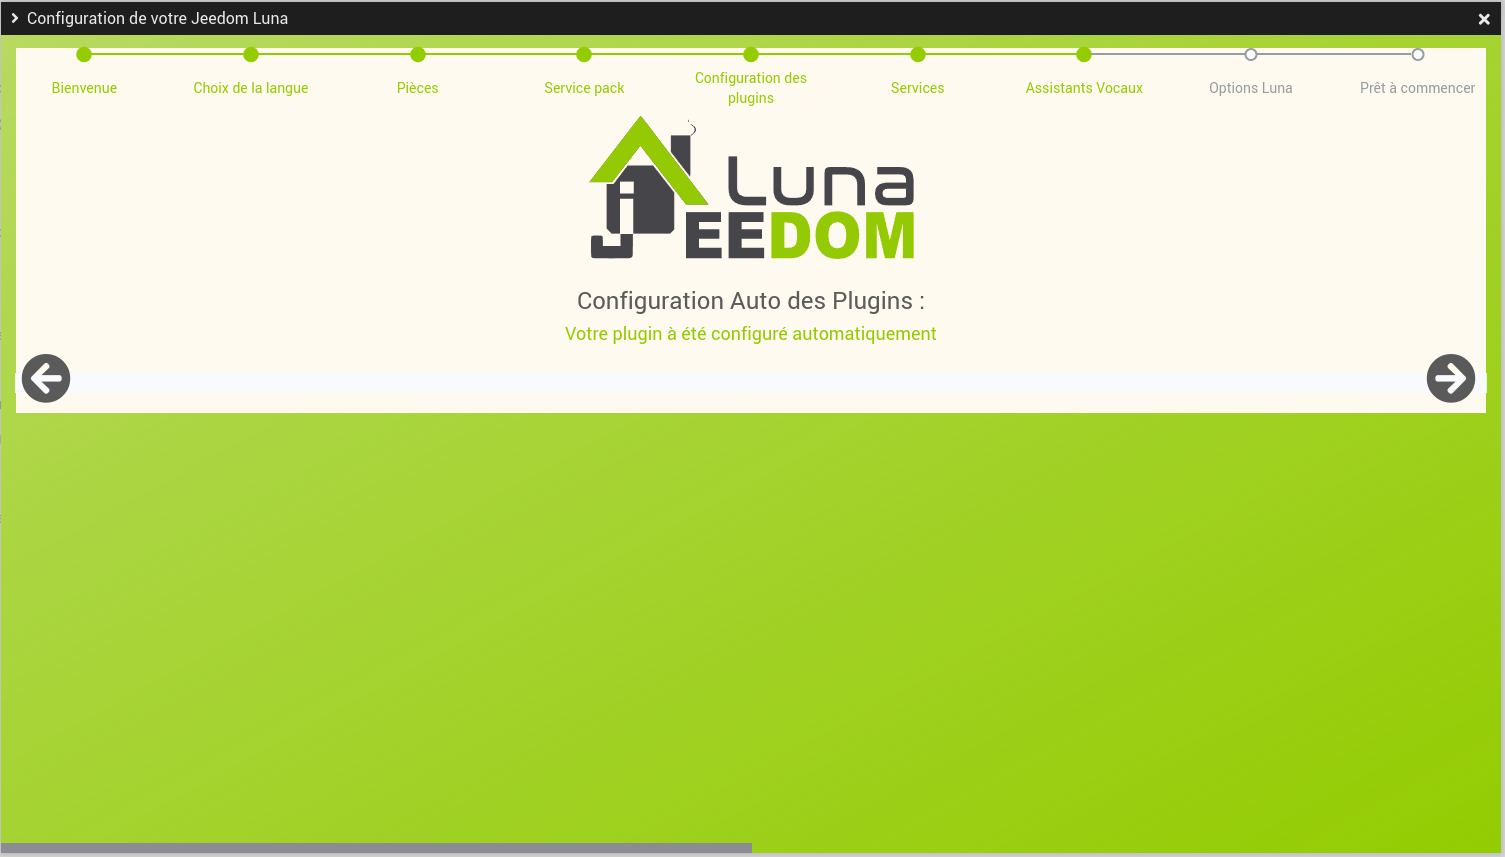 Configuration de votre Jeedom Luna
Bienvenue
Choix de la langue
Pièces
Service pack
Configuration des
plugins
Services
Assistants Vocaux
Options Luna
Prêt à commencer
Luna
JEEDOM
Configuration Auto des Plugins :
Votre plugin à été configuré automatiquement